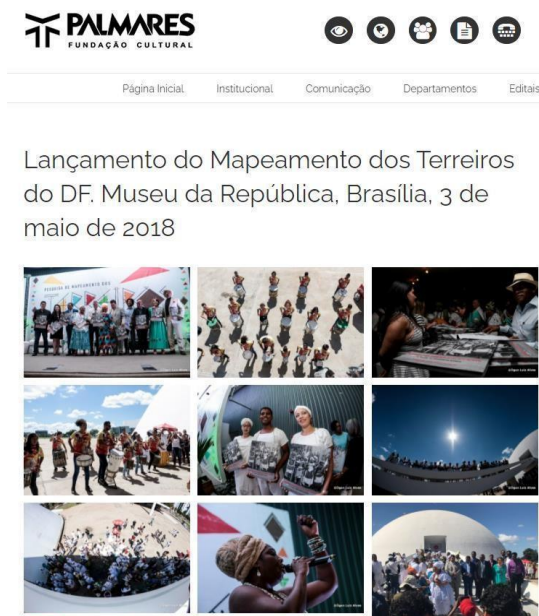 PALMARES
FUNDAÇÃO CULTURAL
Página Inicial Institucional Comunicação Departamentos Editais
Lançamento do Mapeamento dos Terreiros
do DF. Museu da República, Brasília, 3 de
maio de 2018